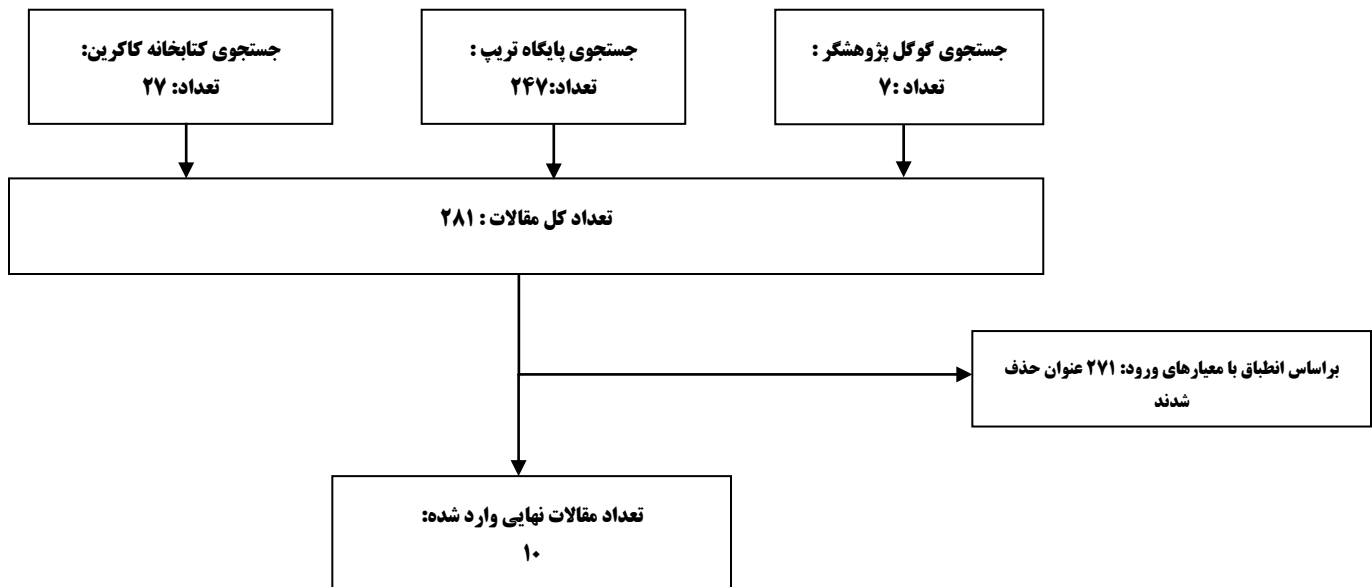 جستجوی گوگل پژوهشگر :
تعداد :۷
جستجوی پایگاه تریپ :
تعداد:۲۴۷
جستجوی کتابخانه کاکرین:
تعداد: ۲۷
تعداد کل مقالات : ۲۸۱
براساس انطباق با معیارهای ورود: ۲۷۱ عنوان حذف
شدند
تعداد مقالات نهایی وارد شده:
۱۰